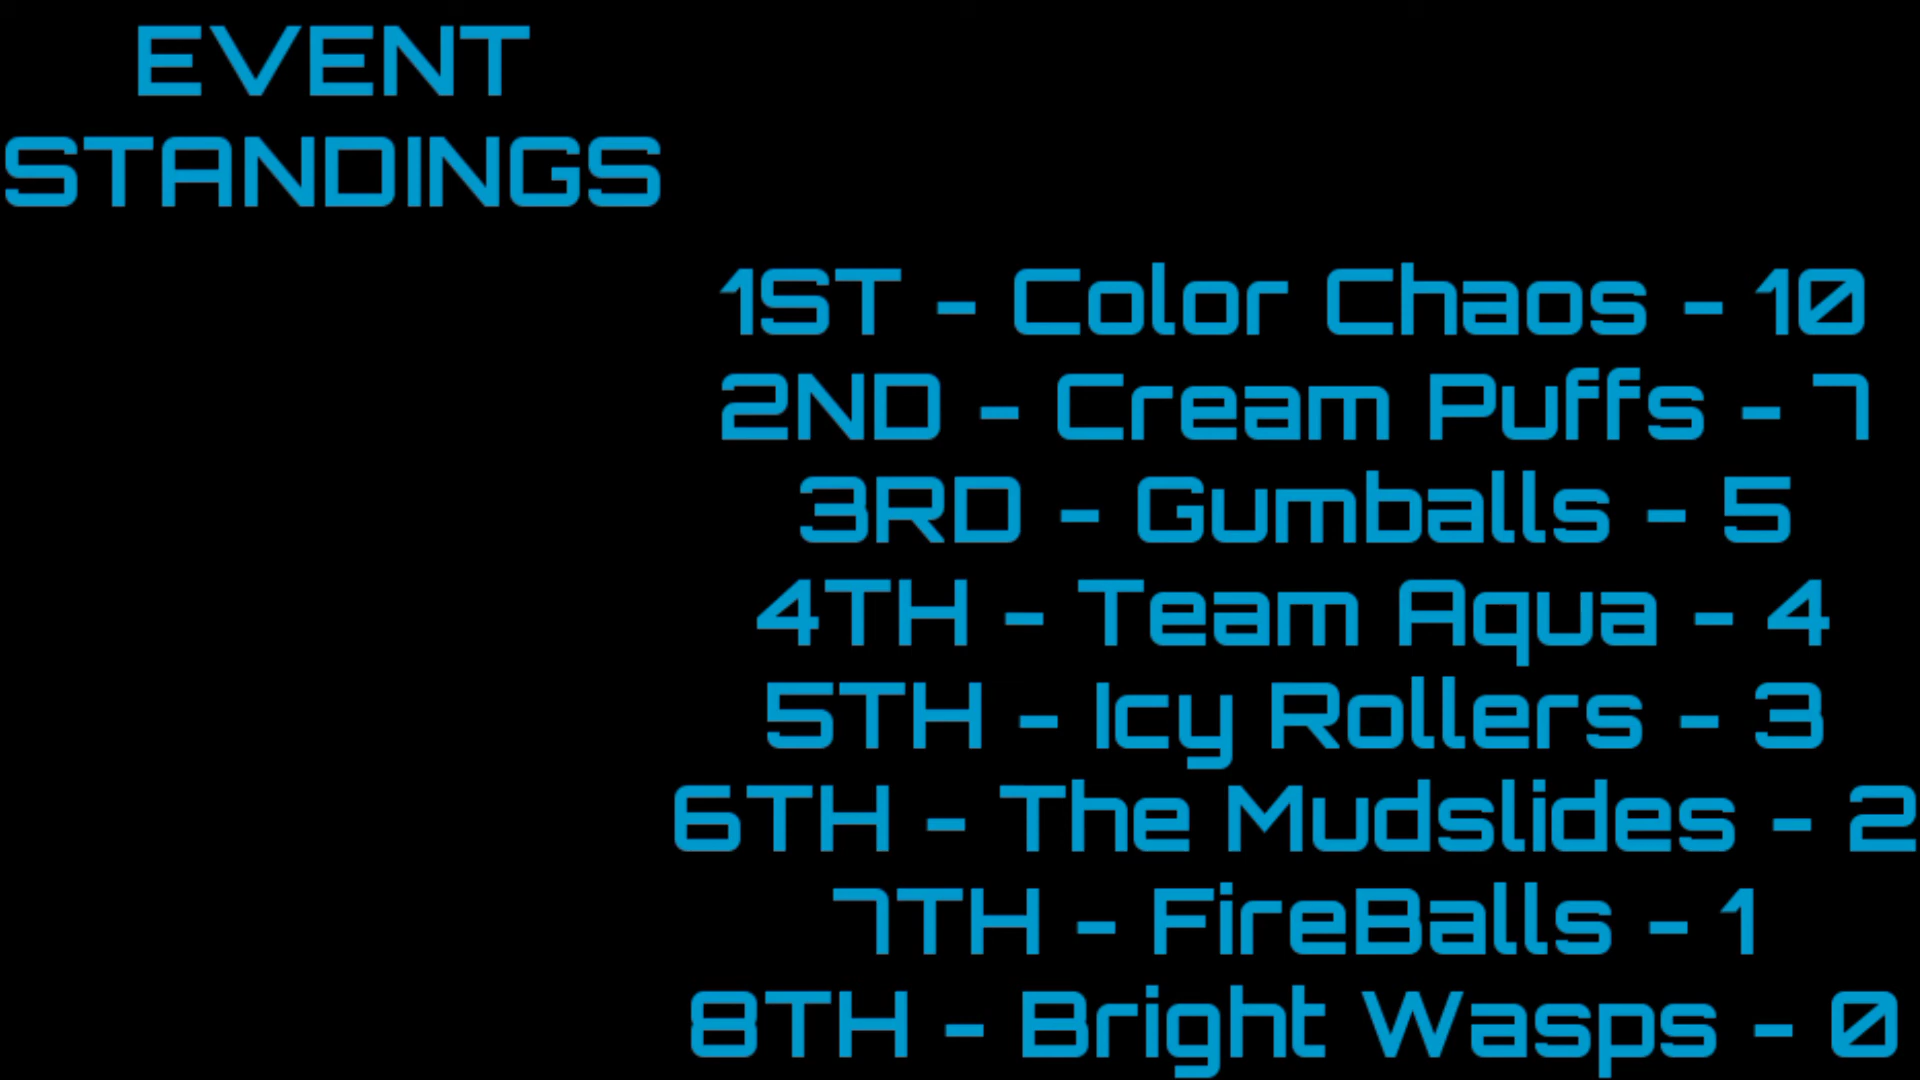 EVENT
STANDINGS
1ST - Color Chaos - 10
2ND - Cream Puffs - 7
3RD - Gumballs - 5
4TH - Team Aqua - 4
5TH - Icy Rollers - 3
6TH - The Mudslides - 2
7TH - FireBalls - 1
8TH - Bright Wasps - 0